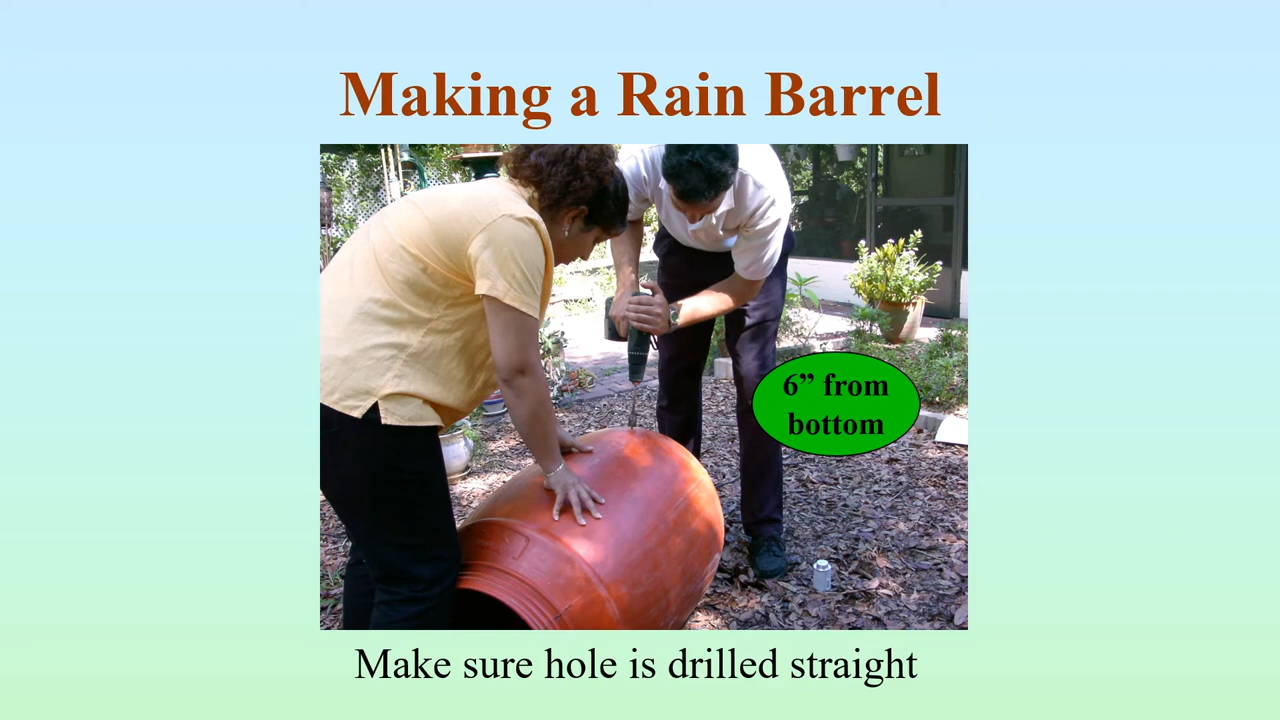 Making a Rain Barrel
6” from
bottom
Make sure hole is drilled straight